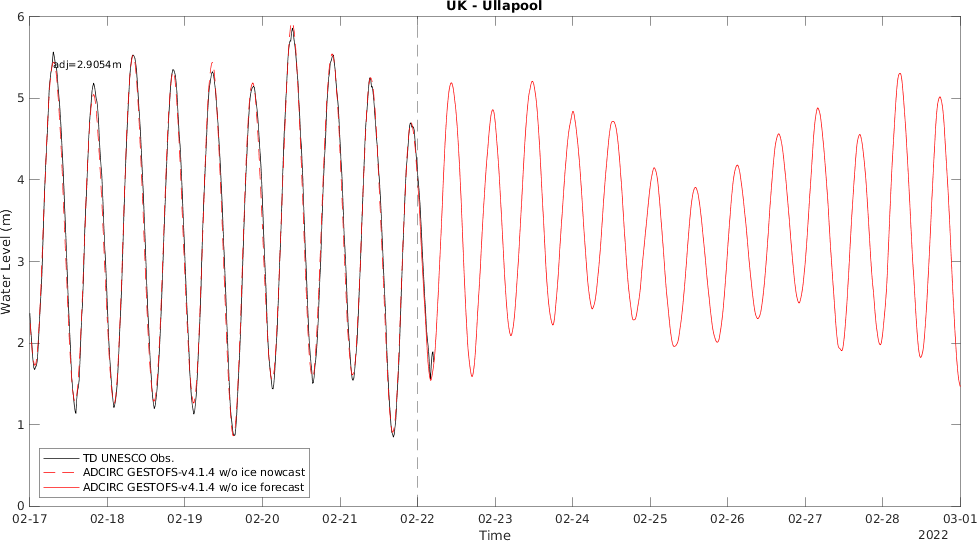 UK - Ullapool
6
5
4
3
2
1
0
Water Level (m)
adj=2.9054m
TD UNESCO Obs.
ADCIRC GESTOFS-v4.1.4 w/o ice nowcast
ADCIRC GESTOFS-v4.1.4 w/o ice forecast
02-17 02-18 02-19 02-20 02-21 02-22 02-23 02-24 02-25 02-26 02-27 02-28 03-01
Time
2022